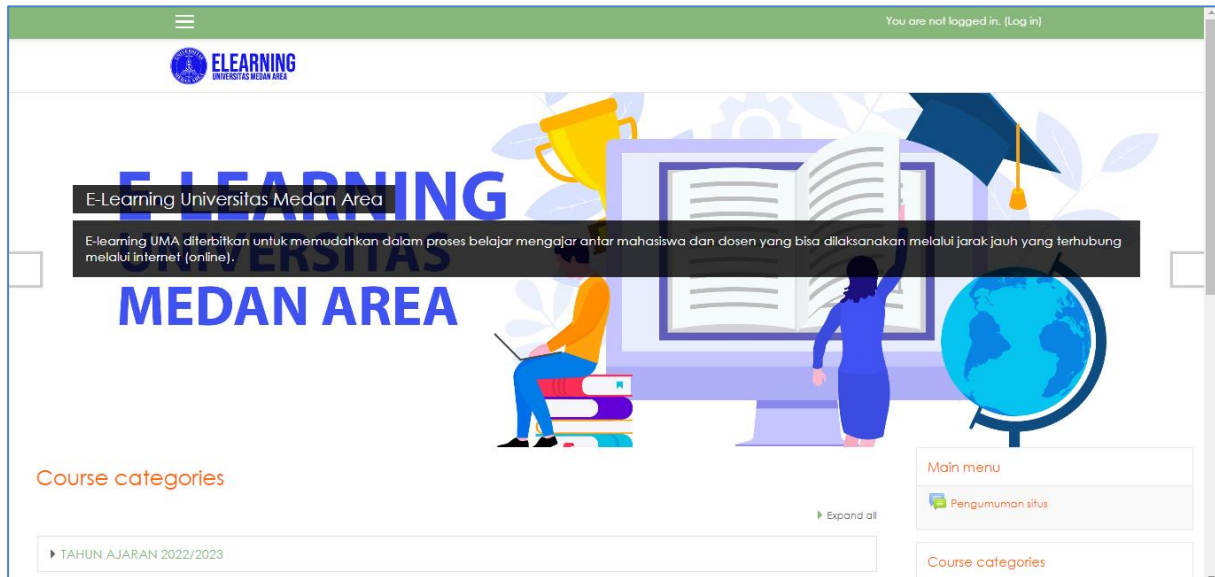 You are not logged in. (Log in)
ELEARNING
UNIVERSITAS MEDAN AREA
E-LEARNING
UNIVERSITAS
MEDAN AREA
E-Learning Universitas Medan Area
E-learning UMA diterbitkan untuk memudahkan dalam proses belajar mengajar antar mahasiswa dan dosen yang bisa dilaksanakan melalui jarak jauh yang terhubung
melalui internet (online).
Course categories
Expand all
TAHUN AJARAN 2022/2023
Main menu
Pengumuman situs
Course categories